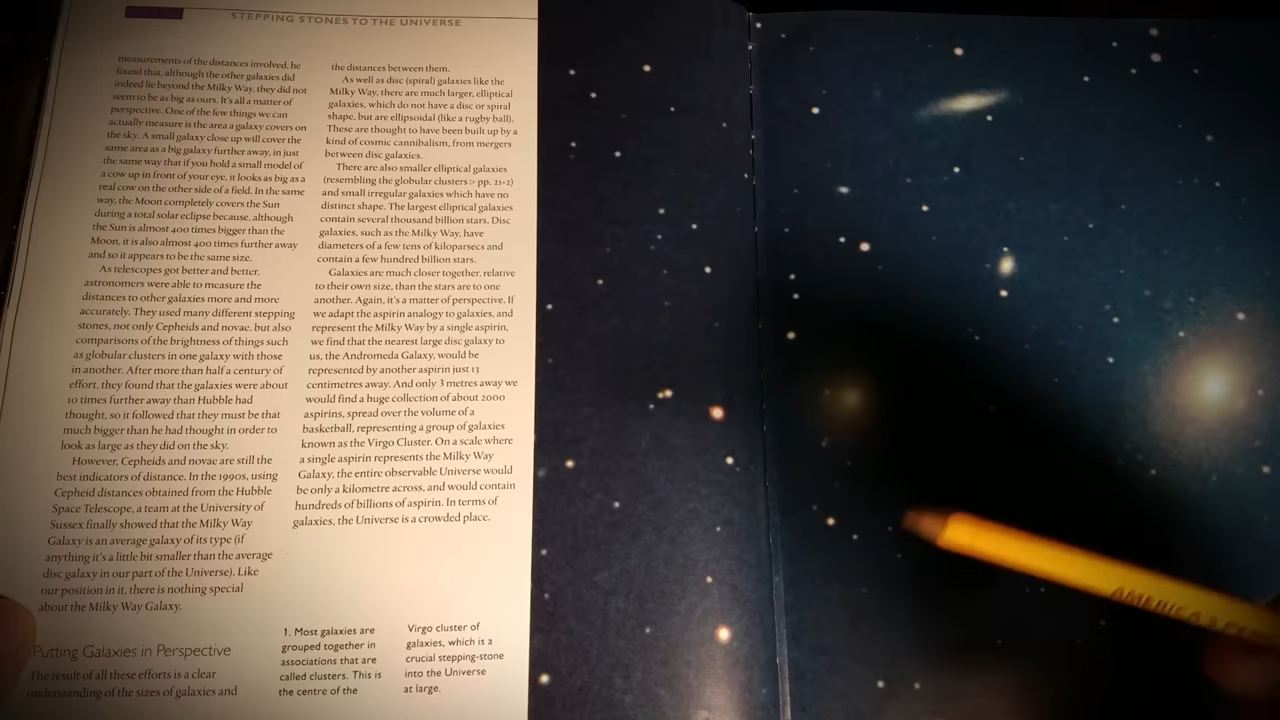 STEPPING STONES TO THE UNIVERSE
measurements of the distances involved, he
found that, although the other galaxies did
indeed lie beyond the Milky Way, they did not
seem to be as big as ours. It's all a matter of
perspective. One of the few things we can
actually measure is the area a galaxy covers on
the sky. A small galaxy close up will cover the
same area as a big galaxy further away, in just
the same way that if you hold a small model of
a cow up in front of your eye, it looks as big as a
real cow on the other side of a field. In the same
way, the Moon completely covers the Sun
during a total solar eclipse because, although
the Sun is almost 400 times bigger than the
Moon, it is also almost 400 times further away
and so it appears to be the same size.
As telescopes got better and better,
astronomers were able to measure the
distances to other galaxies more and more
accurately. They used many different stepping
stones, not only Cepheids and novae, but also
comparisons of the brightness of things such
as globular clusters in one galaxy with those
in another. After more than half a century of
effort, they found that the galaxies were about
10 times further away than Hubble had
thought, so it followed that they must be that
much bigger than he had thought in order to
look as large as they did on the sky.
However, Cepheids and novae are still the
best indicators of distance. In the 1990s, using
Cepheid distances obtained from the Hubble
Space Telescope, a team at the University of
Sussex finally showed that the Milky Way
Galaxy is an average galaxy of its type (if
anything it's a little bit smaller than the average
disc galaxy in our part of the Universe). Like
our position in it, there is nothing special
about the Milky Way Galaxy.
Putting Galaxies in Perspective
The result of all these efforts is a clear
understanding of the sizes of galaxies and
the distances between them.
As well as disc (spiral) galaxies like the
Milky Way, there are much larger, elliptical
galaxies, which do not have a disc or spiral
shape, but are ellipsoidal (like a rugby ball).
These are thought to have been built up by a
kind of cosmic cannibalism, from mergers
between disc galaxies.
There are also smaller elliptical galaxies
(resembling the globular clusters ▷ pp. 21-2)
and small irregular galaxies which have no
distinct shape. The largest elliptical galaxies
contain several thousand billion stars. Disc
galaxies, such as the Milky Way, have
diameters of a few tens of kiloparsecs and
contain a few hundred billion stars.
Galaxies are much closer together, relative
to their own size, than the stars are to one
another. Again, it's a matter of perspective. If
we adapt the aspirin analogy to galaxies, and
represent the Milky Way by a single aspirin,
we find that the nearest large disc galaxy to
us, the Andromeda Galaxy, would be
represented by another aspirin just 13
centimetres away. And only 3 metres away we
would find a huge collection of about 2000
aspirins, spread over the volume of a
basketball, representing a group of galaxies
known as the Virgo Cluster. On a scale where
a single aspirin represents the Milky Way
Galaxy, the entire observable Universe would
be only a kilometre across, and would contain
hundreds of billions of aspirin. In terms of
galaxies, the Universe is a crowded place.
1. Most galaxies are
grouped together in
associations that are
called clusters. This is
the centre of the
Virgo cluster of
galaxies, which is a
crucial stepping-stone
into the Universe
at large.